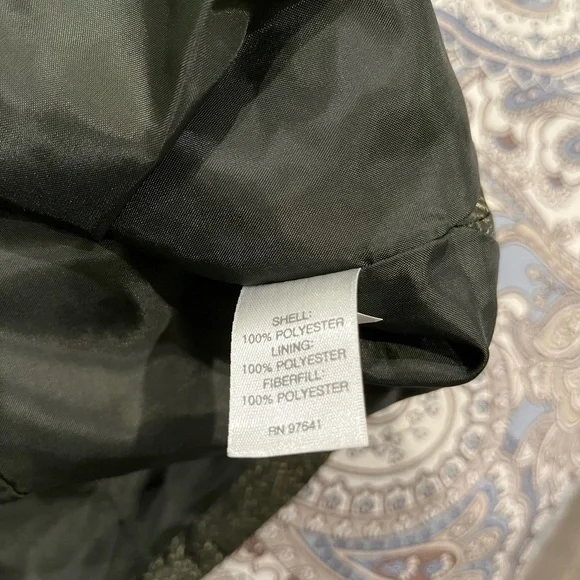 SHELL:
100% POLYESTER
LINING:
100% POLYESTER
FIBERFILL:
100% POLYESTER
RN 97641